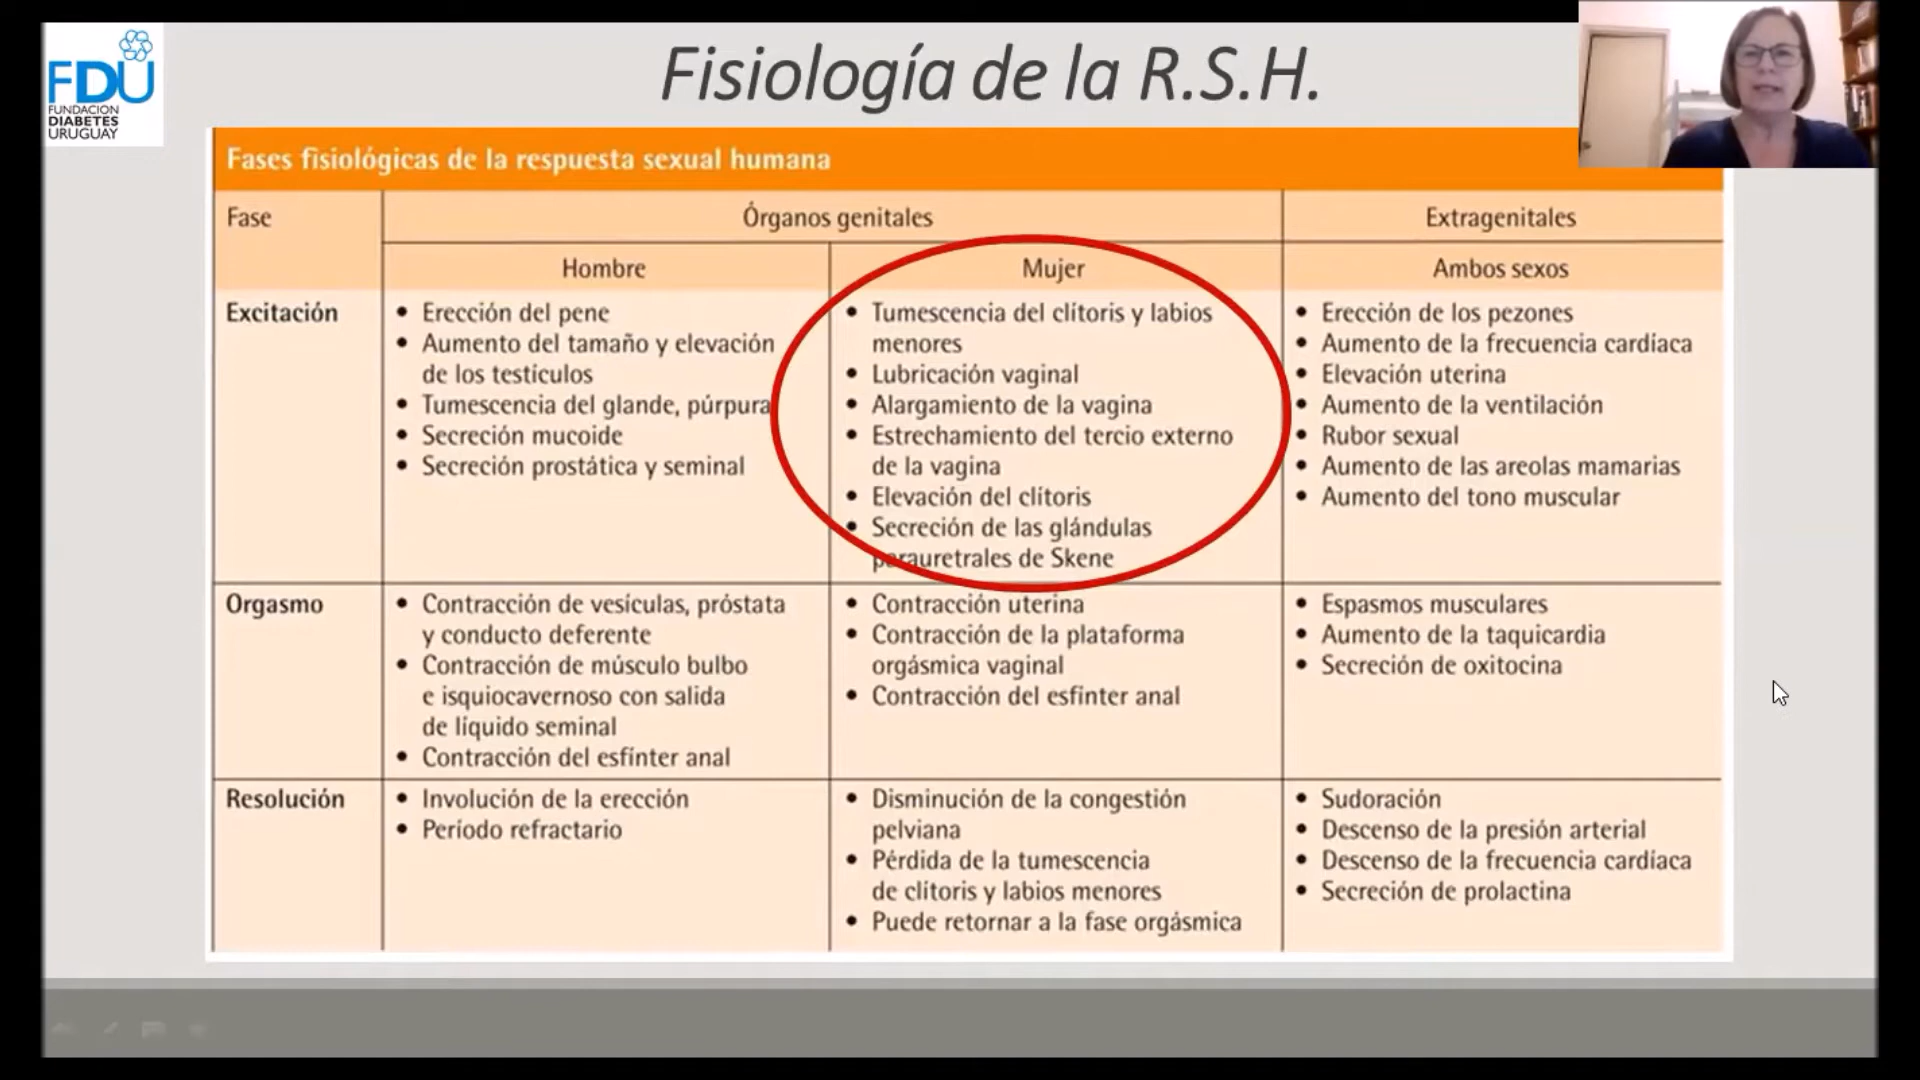 FDU
FUNDACION
DIABETES
URUGUAY
Fisiología de la R.S.H.
Fases fisiológicas de la respuesta sexual humana
Fase
Órganos genitales
Extragenitales
Hombre
Mujer
Ambos sexos
Excitación
• Erección del pene
• Aumento del tamaño y elevación
de los testículos
• Tumescencia del glande, púrpura
• Secreción mucoide
• Secreción prostática y seminal
• Tumescencia del clítoris y labios
menores
• Lubricación vaginal
• Alargamiento de la vagina
• Estrechamiento del tercio externo
de la vagina
• Elevación del clítoris
• Secreción de las glándulas
parauretrales de Skene
• Erección de los pezones
• Aumento de la frecuencia cardíaca
• Elevación uterina
• Aumento de la ventilación
• Rubor sexual
• Aumento de las areolas mamarias
• Aumento del tono muscular
Orgasmo
• Contracción de vesículas, próstata
y conducto deferente
• Contracción de músculo bulbo
e isquiocavernoso con salida
de líquido seminal
• Contracción del esfínter anal
• Contracción uterina
• Contracción de la plataforma
orgásmica vaginal
• Contracción del esfínter anal
• Espasmos musculares
• Aumento de la taquicardia
• Secreción de oxitocina
Resolución
• Involución de la erección
• Período refractario
• Disminución de la congestión
pelviana
• Pérdida de la tumescencia
de clítoris y labios menores
• Puede retornar a la fase orgásmica
• Sudoración
• Descenso de la presión arterial
• Descenso de la frecuencia cardíaca
• Secreción de prolactina